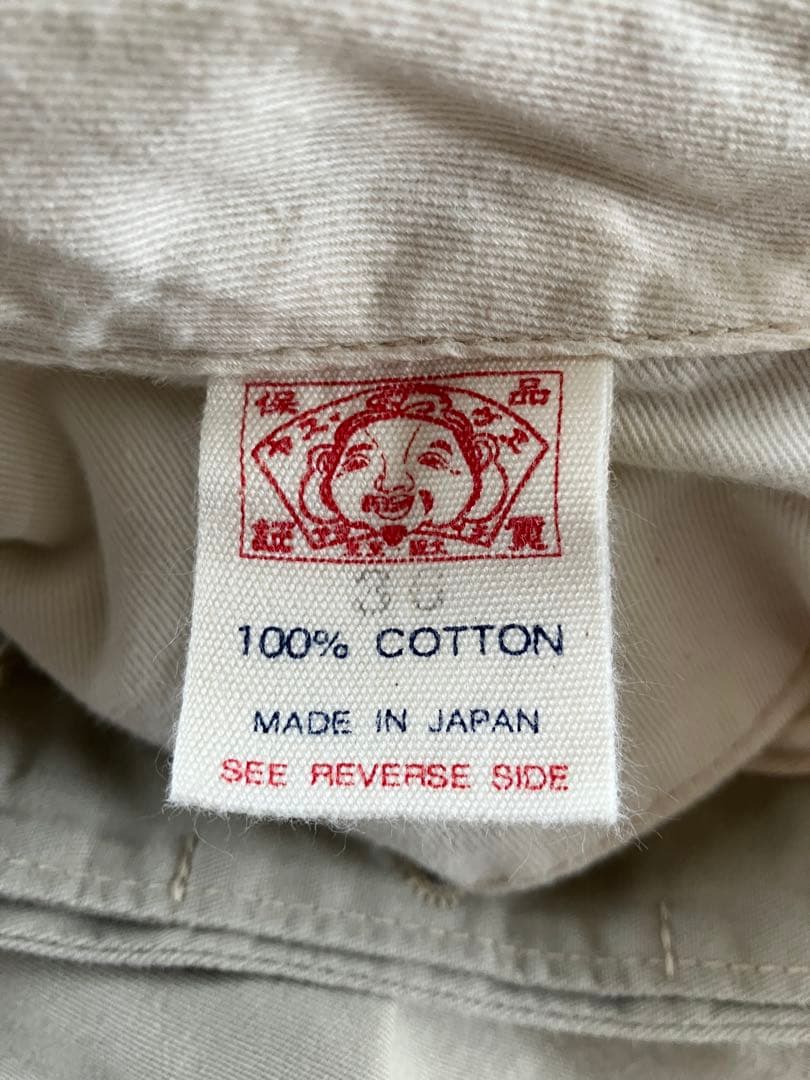 保 品
証 質
100% COTTON
MADE IN JAPAN
SEE REVERSE SIDE